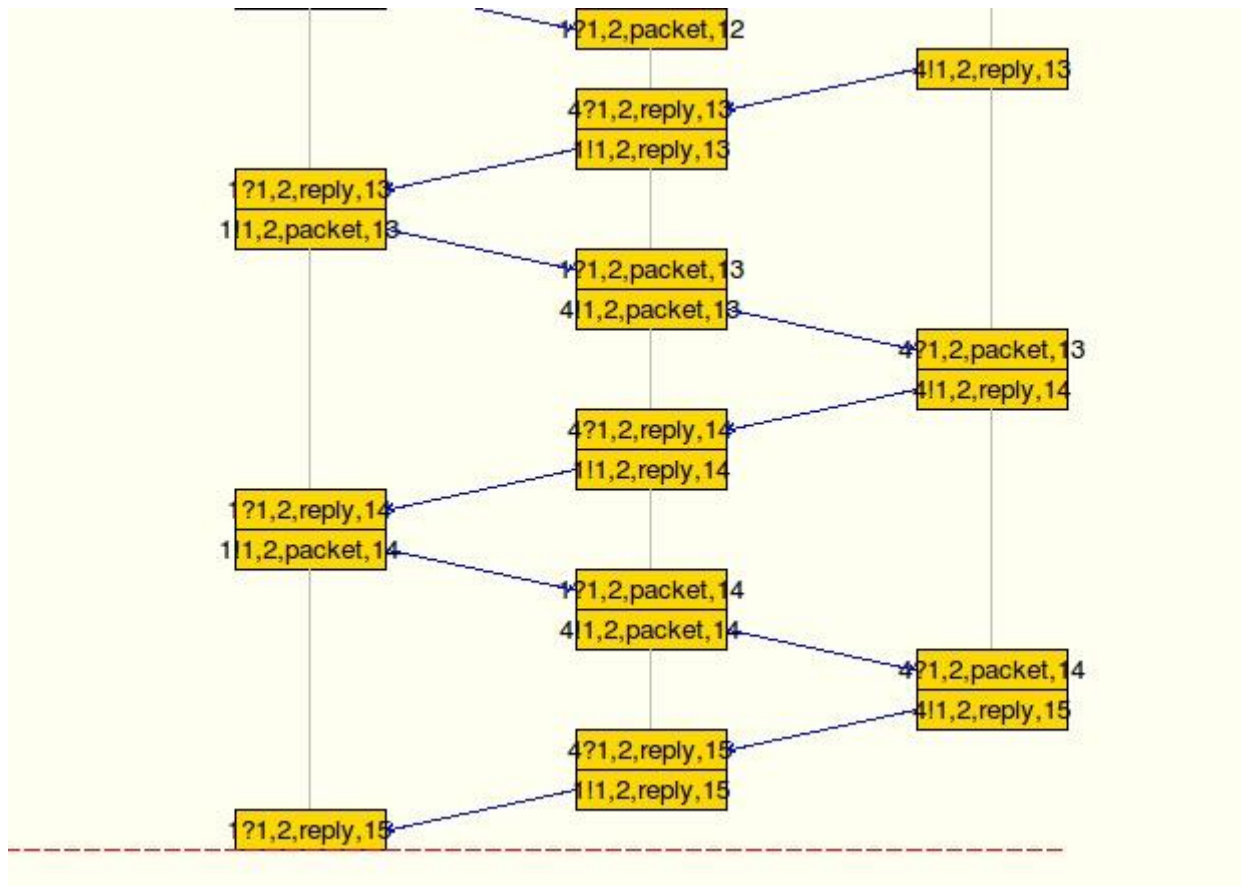 1?1,2,packet,12
4!1,2,reply,13
4?1,2,reply,13
1!1,2,reply,13
1?1,2,reply,13
1!1,2,packet,13
1?1,2,packet,13
4!1,2,packet,13
4?1,2,packet,13
4!1,2,reply,14
4?1,2,reply,14
1!1,2,reply,14
1?1,2,reply,14
1!1,2,packet,14
1?1,2,packet,14
4!1,2,packet,14
4?1,2,packet,14
4!1,2,reply,15
4?1,2,reply,15
1!1,2,reply,15
1?1,2,reply,15